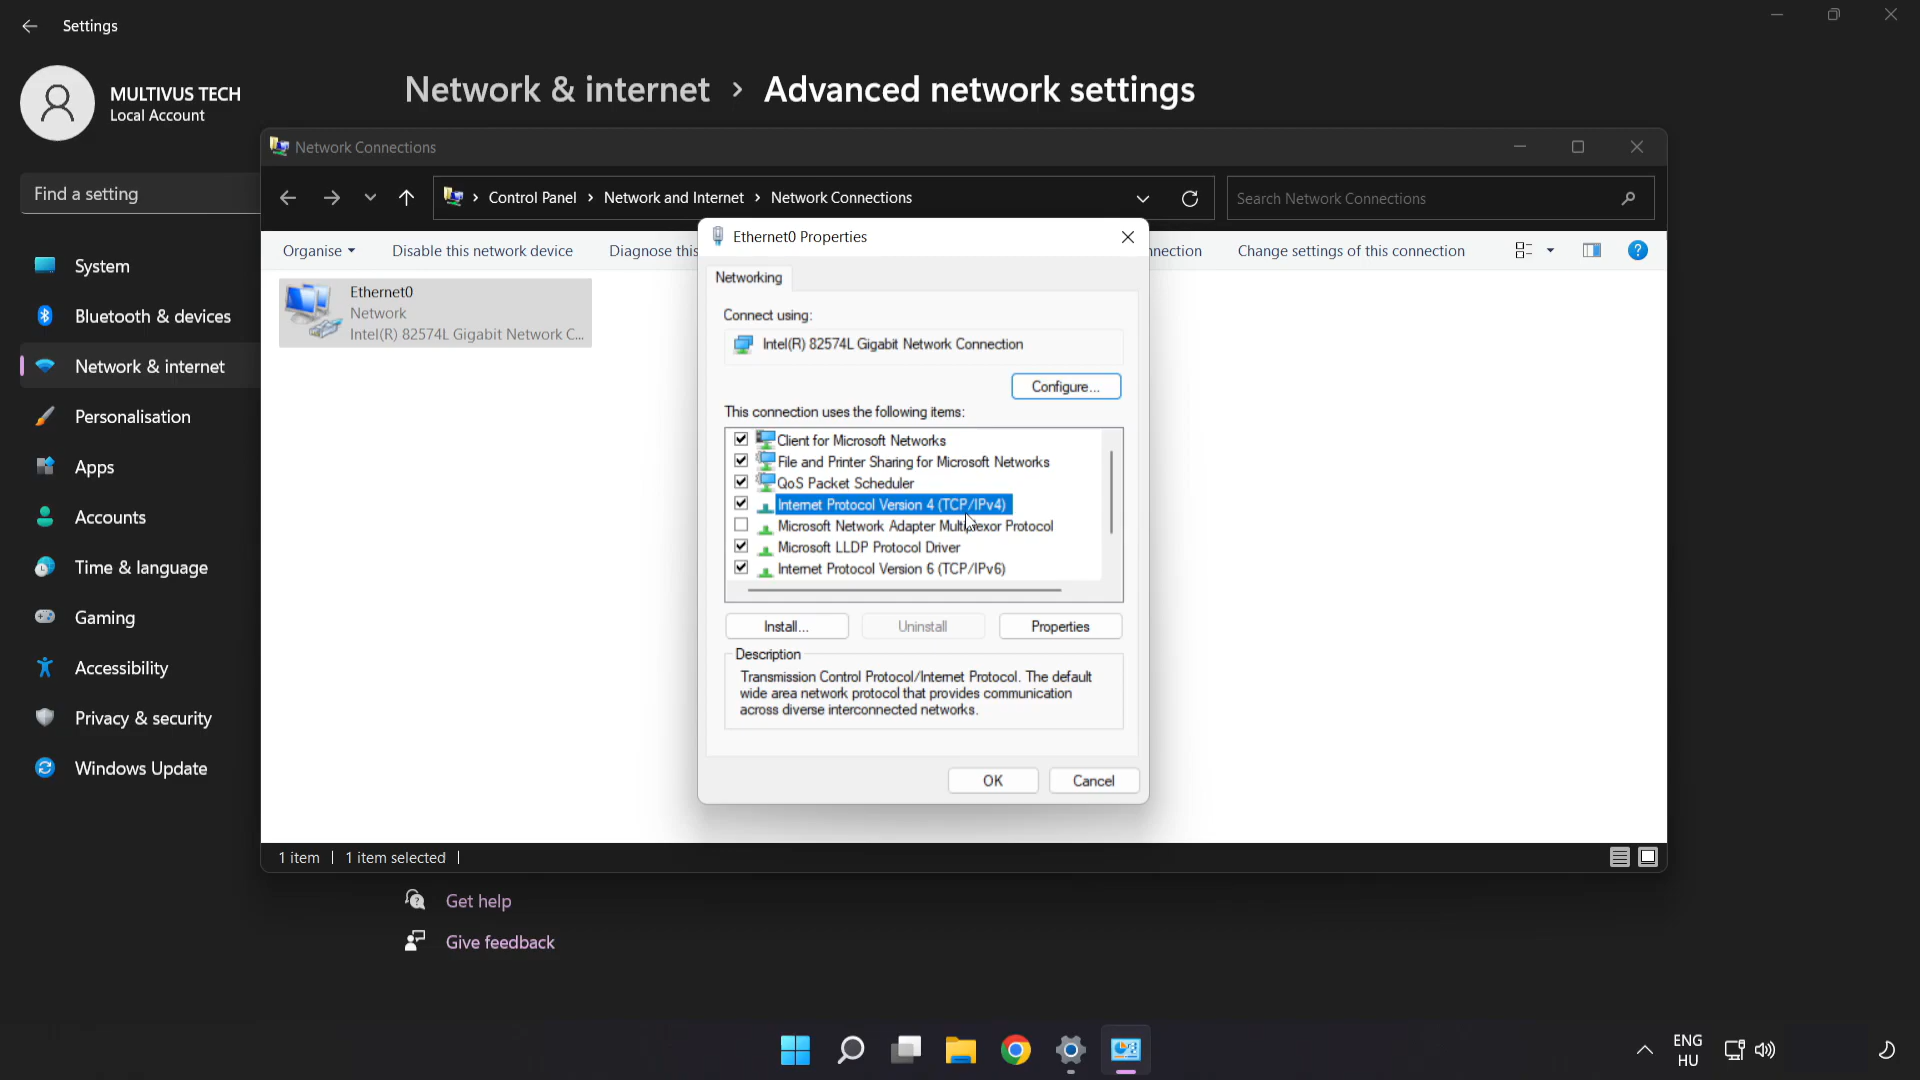 Settings
MULTIVUS TECH
Local Account
Network & internet > Advanced network settings
Find a setting
System
Bluetooth & devices
Network & internet
Personalisation
Apps
Accounts
Time & language
Gaming
Accessibility
Privacy & security
Windows Update
Network Connections
> Control Panel > Network and Internet > Network Connections
Search Network Connections
Organise
Disable this network device
Diagnose this
nnection
Change settings of this connection
Ethernet0
Network
Intel(R) 82574L Gigabit Network C...
Ethernet0 Properties
Networking
Connect using:
Intel(R) 82574L Gigabit Network Connection
Configure...
This connection uses the following items:
Client for Microsoft Networks
File and Printer Sharing for Microsoft Networks
QoS Packet Scheduler
Internet Protocol Version 4 (TCP/IPv4)
Microsoft Network Adapter Multiplexor Protocol
Microsoft LLDP Protocol Driver
Internet Protocol Version 6 (TCP/IPv6)
Install...
Uninstall
Properties
Description
Transmission Control Protocol/Internet Protocol. The default
wide area network protocol that provides communication
across diverse interconnected networks.
OK
Cancel
1 item
1 item selected
Get help
Give feedback
ENG
HU